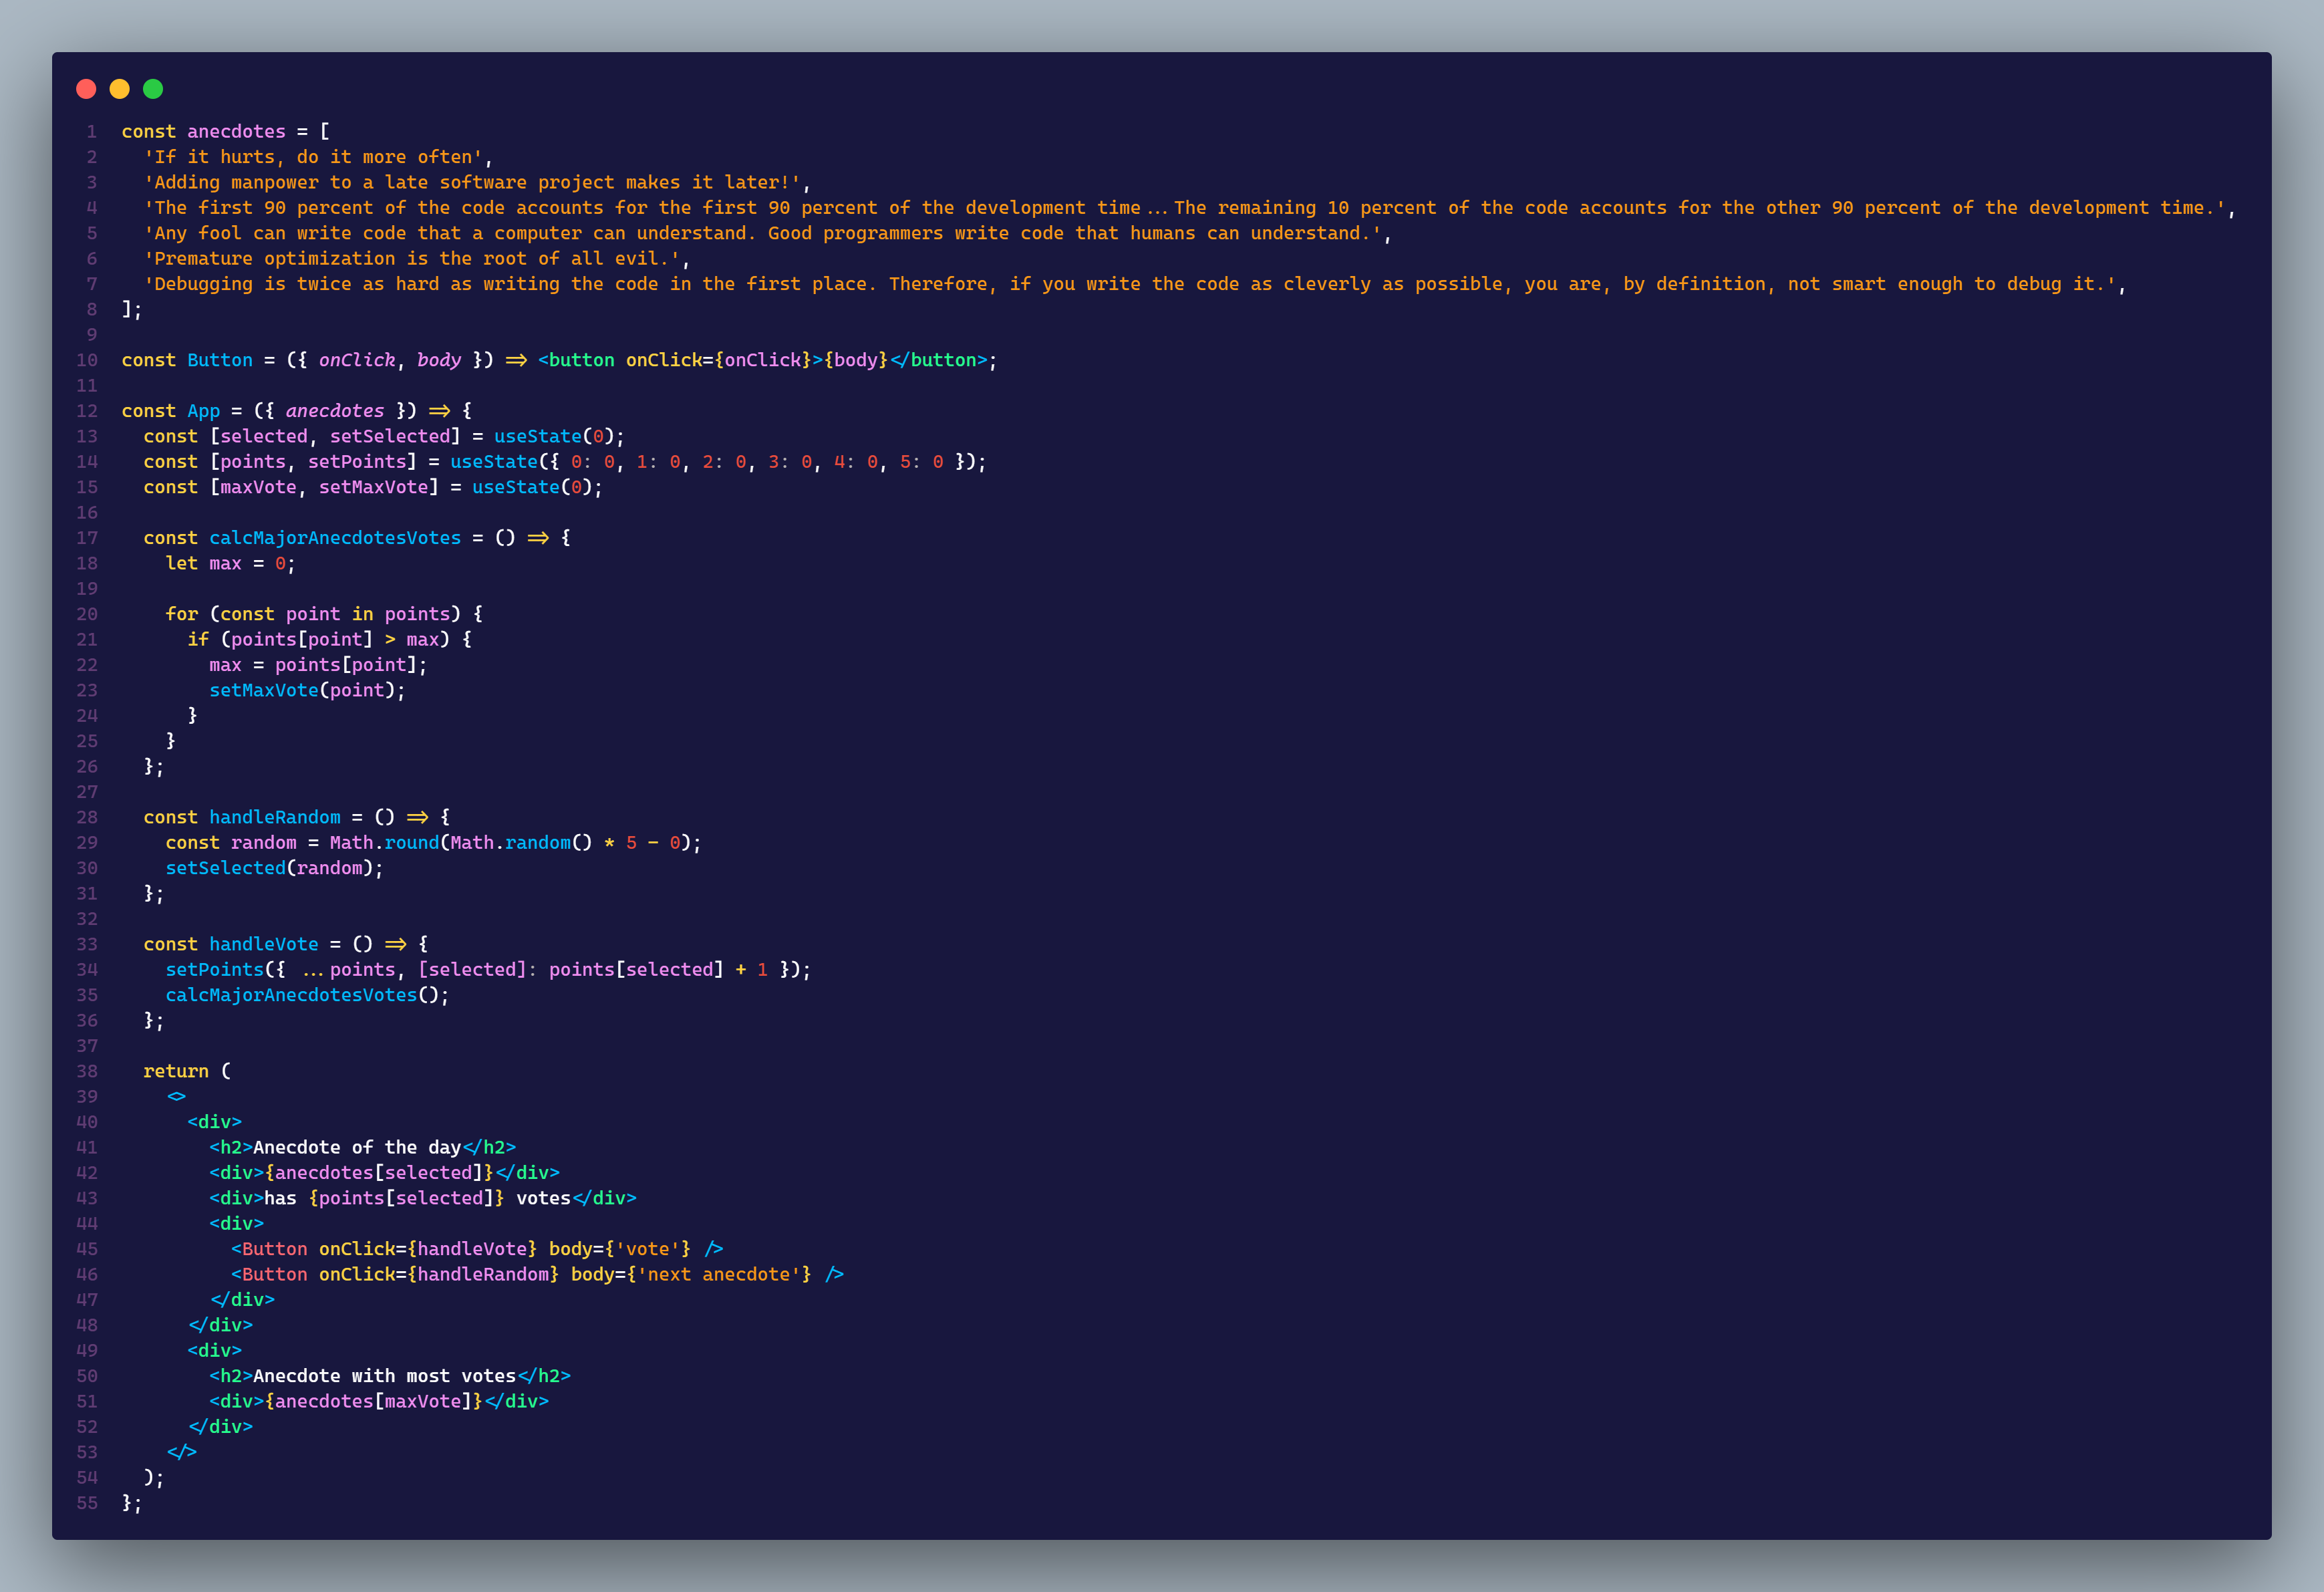 1 const anecdotes = [
2   'If it hurts, do it more often',
3   'Adding manpower to a late software project makes it later!',
4   'The first 90 percent of the code accounts for the first 90 percent of the development time...The remaining 10 percent of the code accounts for the other 90 percent of the development time.',
5   'Any fool can write code that a computer can understand. Good programmers write code that humans can understand.',
6   'Premature optimization is the root of all evil.',
7   'Debugging is twice as hard as writing the code in the first place. Therefore, if you write the code as cleverly as possible, you are, by definition, not smart enough to debug it.',
8 ];
9
10 const Button = ({ onClick, body }) => <button onClick={onClick}>{body}</button>;
11
12 const App = ({ anecdotes }) => {
13   const [selected, setSelected] = useState(0);
14   const [points, setPoints] = useState({ 0: 0, 1: 0, 2: 0, 3: 0, 4: 0, 5: 0 });
15   const [maxVote, setMaxVote] = useState(0);
16
17   const calcMajorAnecdotesVotes = () => {
18     let max = 0;
19
20     for (const point in points) {
21       if (points[point] > max) {
22         max = points[point];
23         setMaxVote(point);
24       }
25     }
26   };
27
28   const handleRandom = () => {
29     const random = Math.round(Math.random() * 5 - 0);
30     setSelected(random);
31   };
32
33   const handleVote = () => {
34     setPoints({ ...points, [selected]: points[selected] + 1 });
35     calcMajorAnecdotesVotes();
36   };
37
38   return (
39     <>
40       <div>
41         <h2>Anecdote of the day</h2>
42         <div>{anecdotes[selected]}</div>
43         <div>has {points[selected]} votes</div>
44         <div>
45           <Button onClick={handleVote} body={'vote'} />
46           <Button onClick={handleRandom} body={'next anecdote'} />
47         </div>
48       </div>
49       <div>
50         <h2>Anecdote with most votes</h2>
51         <div>{anecdotes[maxVote]}</div>
52       </div>
53     </>
54   );
55 };